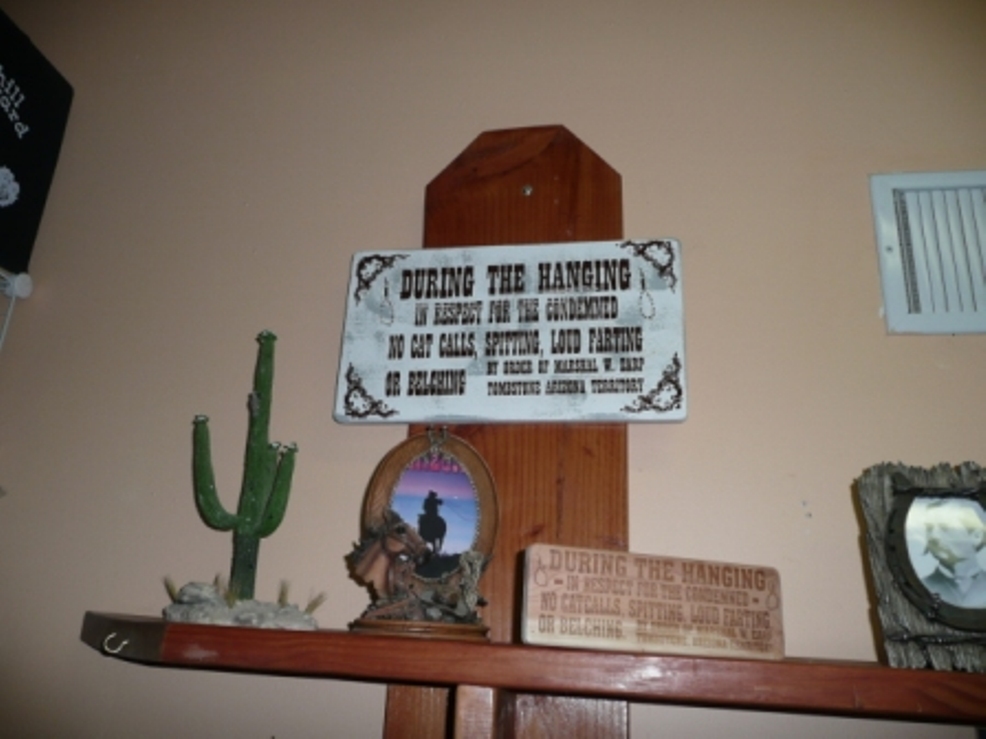 DURING THE HANGING
IN RESPECT FOR THE CONDEMNED
NO CAT CALLS, SPITTING, LOUD FARTING
OR BELCHING
BY ORDER OF MARSHAL W. EARP
TOMBSTONE ARIZONA TERRITORY
DURING THE HANGING
IN RESPECT FOR THE CONDEMNED
NO CATCALLS, SPITTING, LOUD FARTING
OR BELCHING.